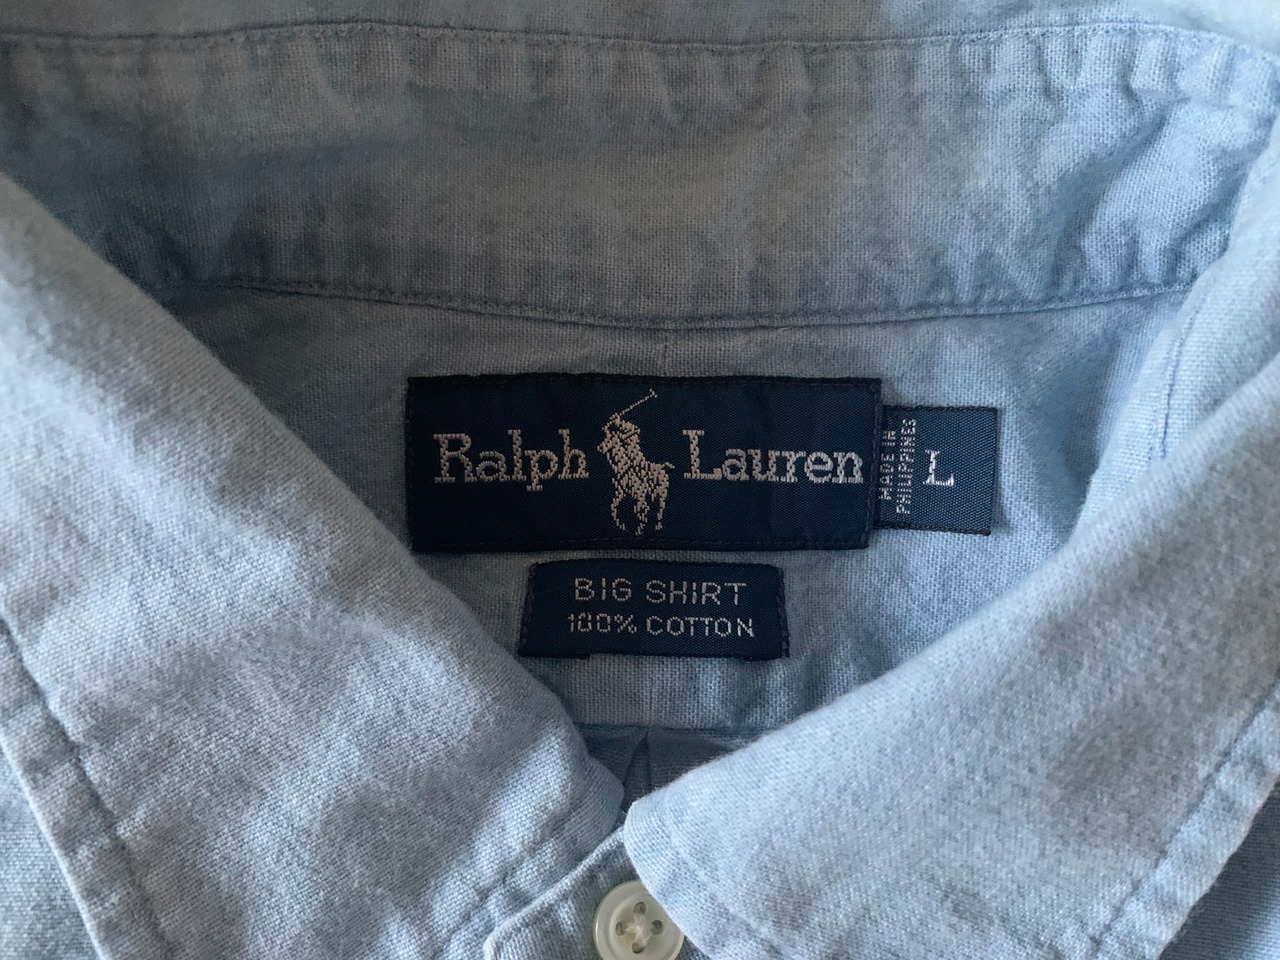 Ralph Lauren
MADE IN
PHILIPPINES
L
BIG SHIRT
100% COTTON